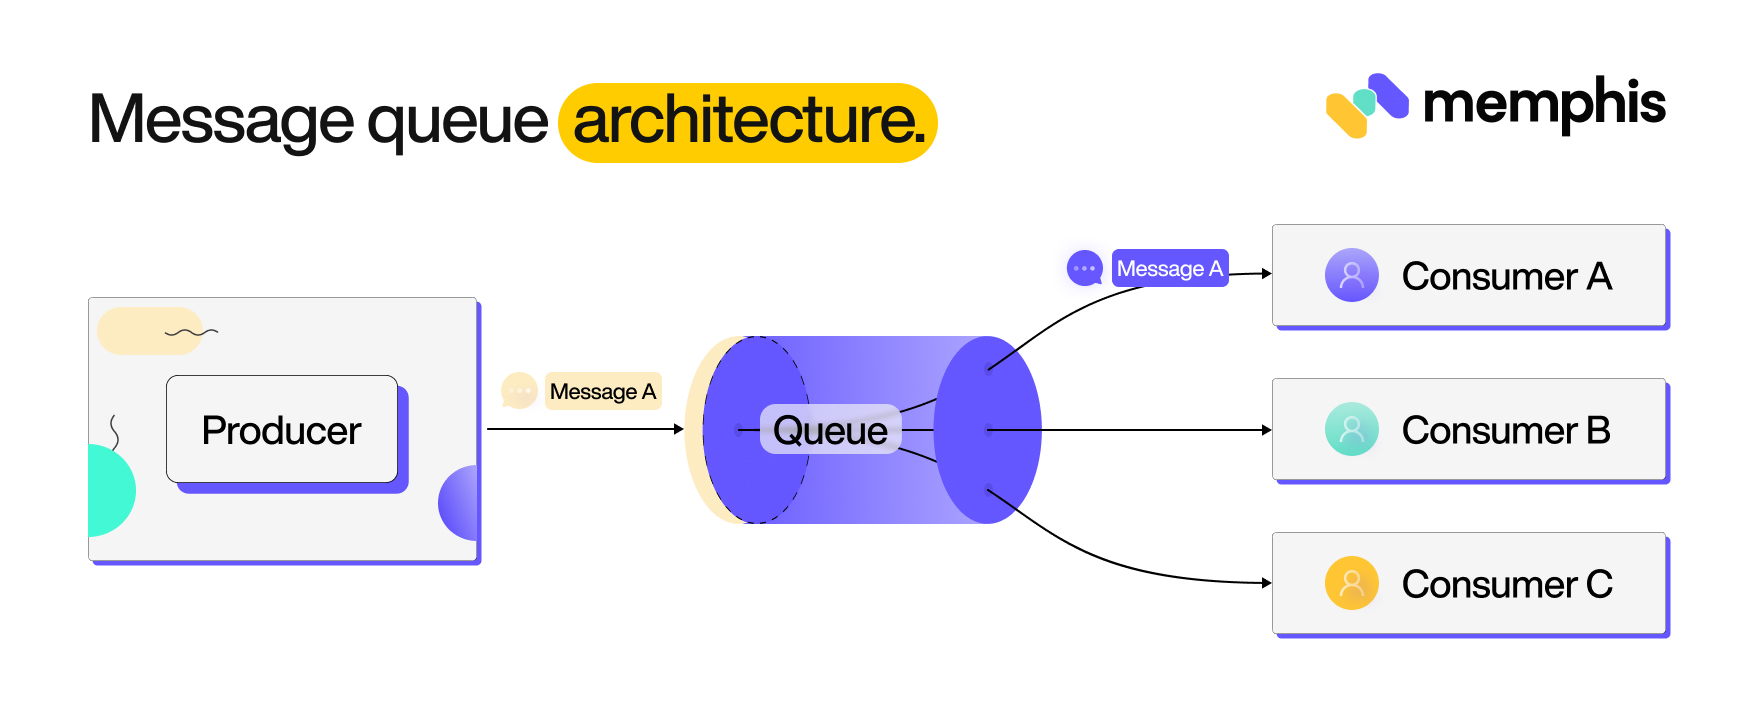 Message queue architecture.
memphis
Producer
Message A
Queue
Message A
Consumer A
Consumer B
Consumer C